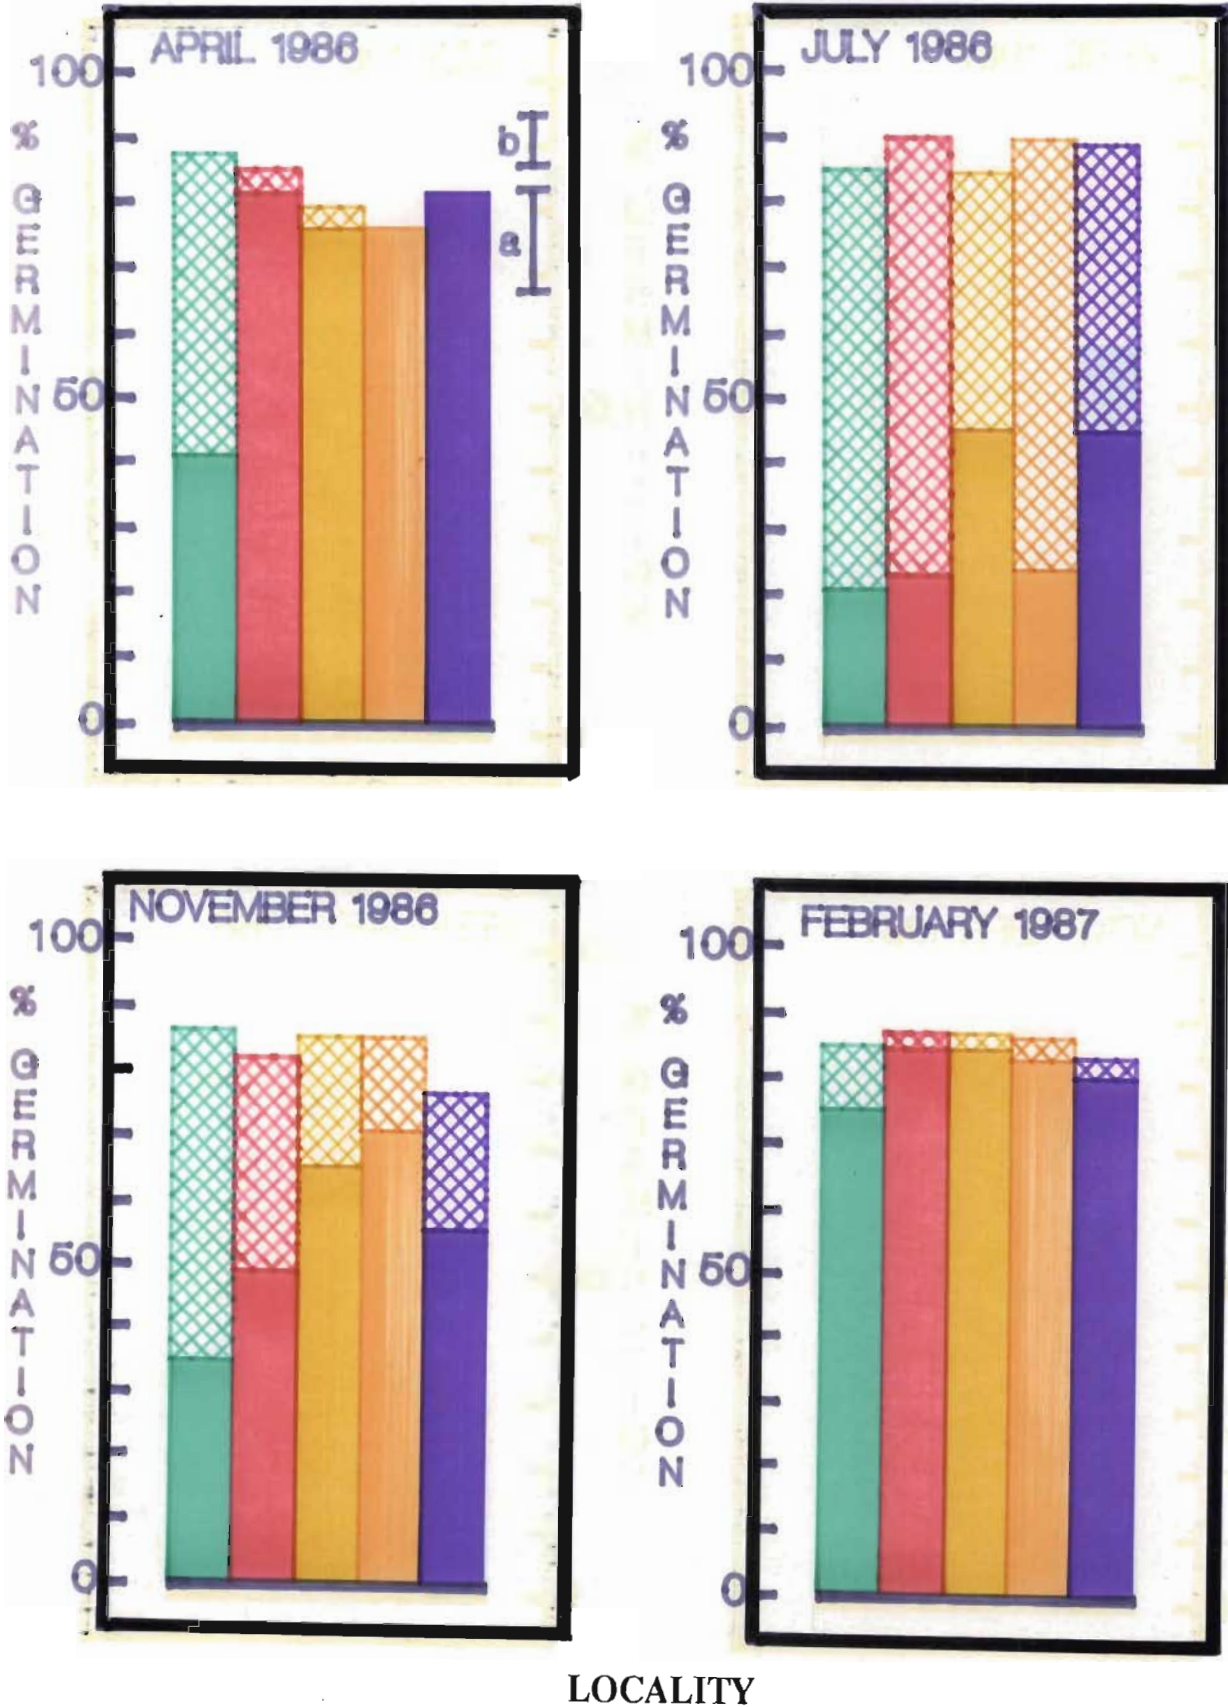 APRIL 1986
100
50
0
% GERMINATION
b
a
JULY 1986
100
50
0
% GERMINATION
NOVEMBER 1986
100
50
0
% GERMINATION
FEBRUARY 1987
100
50
0
% GERMINATION
LOCALITY